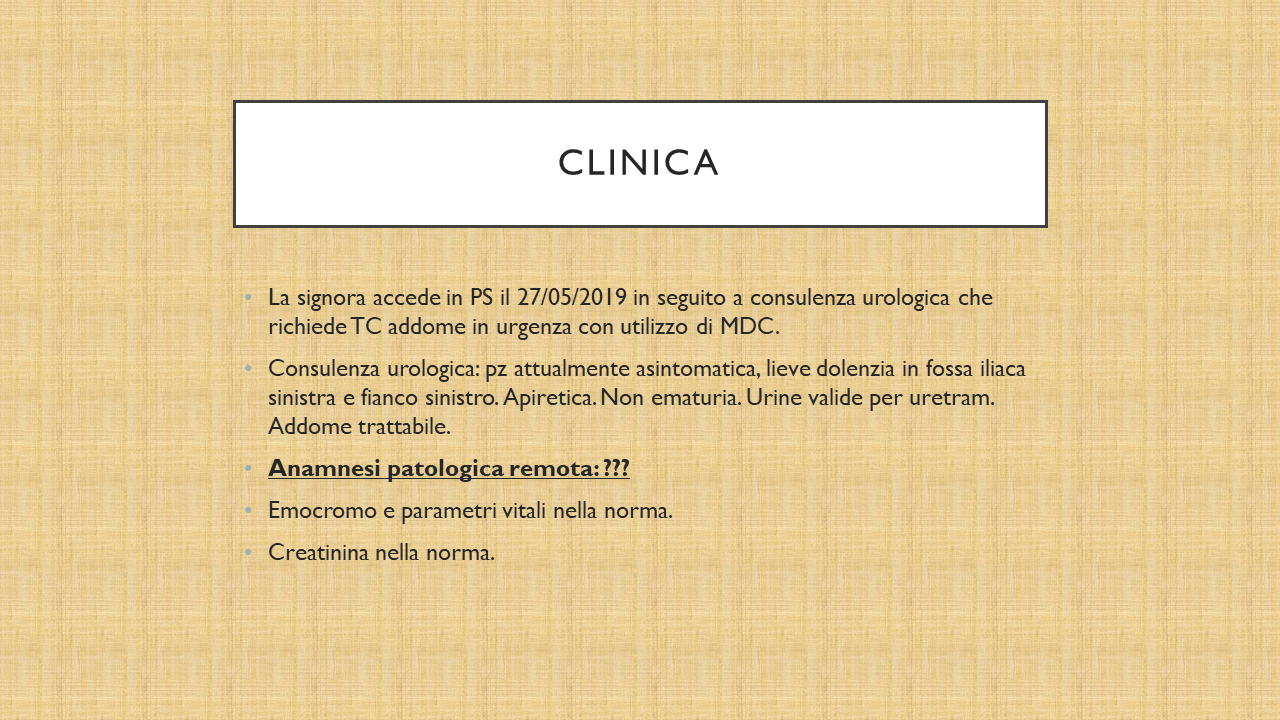 CLINICA
• La signora accede in PS il 27/05/2019 in seguito a consulenza urologica che
richiede TC addome in urgenza con utilizzo di MDC.
• Consulenza urologica: pz attualmente asintomatica, lieve dolenzia in fossa iliaca
sinistra e fianco sinistro. Apiretica. Non ematuria. Urine valide per uretram.
Addome trattabile.
• Anamnesi patologica remota: ???
• Emocromo e parametri vitali nella norma.
• Creatinina nella norma.